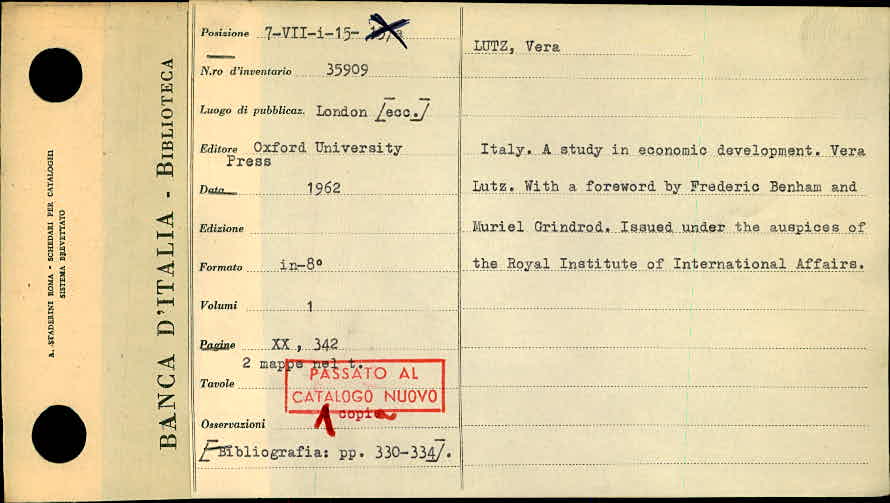 A. STADERINI ROMA - SCHEDARI PER CATALOGHI
SISTEMA BREVETTATO
BANCA D'ITALIA - BIBLIOTECA
Posizione 7-VII-i-15-
N.ro d'inventario 35909
Luogo di pubblicaz. London [ecc.]
Editore Oxford University
Press
Data 1962
Edizione
Formato in-8°
Volumi 1
Pagine XX, 342
2 mappe nel t.
Tavole
PASSATO AL
CATALOGO NUOVO
Osservazioni 1 copia
[Bibliografia: pp. 330-334].
LUTZ, Vera
Italy. A study in economic development. Vera
Lutz. With a foreword by Frederic Benham and
Muriel Grindrod. Issued under the auspices of
the Royal Institute of International Affairs.